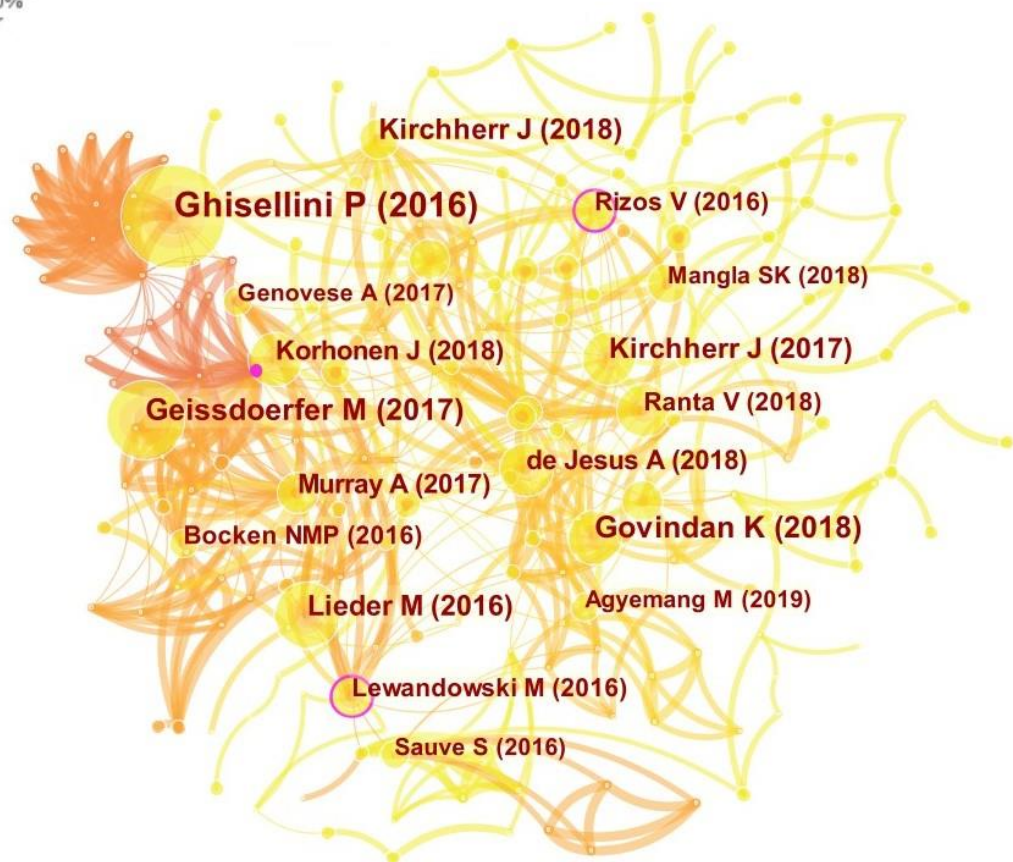 Kirchherr J (2018)
Ghisellini P (2016)
Rizos V (2016)
Mangla SK (2018)
Genovese A (2017)
Korhonen J (2018)
Kirchherr J (2017)
Geissdoerfer M (2017)
Ranta V (2018)
de Jesus A (2018)
Murray A (2017)
Bocken NMP (2016)
Govindan K (2018)
Lieder M (2016)
Agyemang M (2019)
Lewandowski M (2016)
Sauve S (2016)